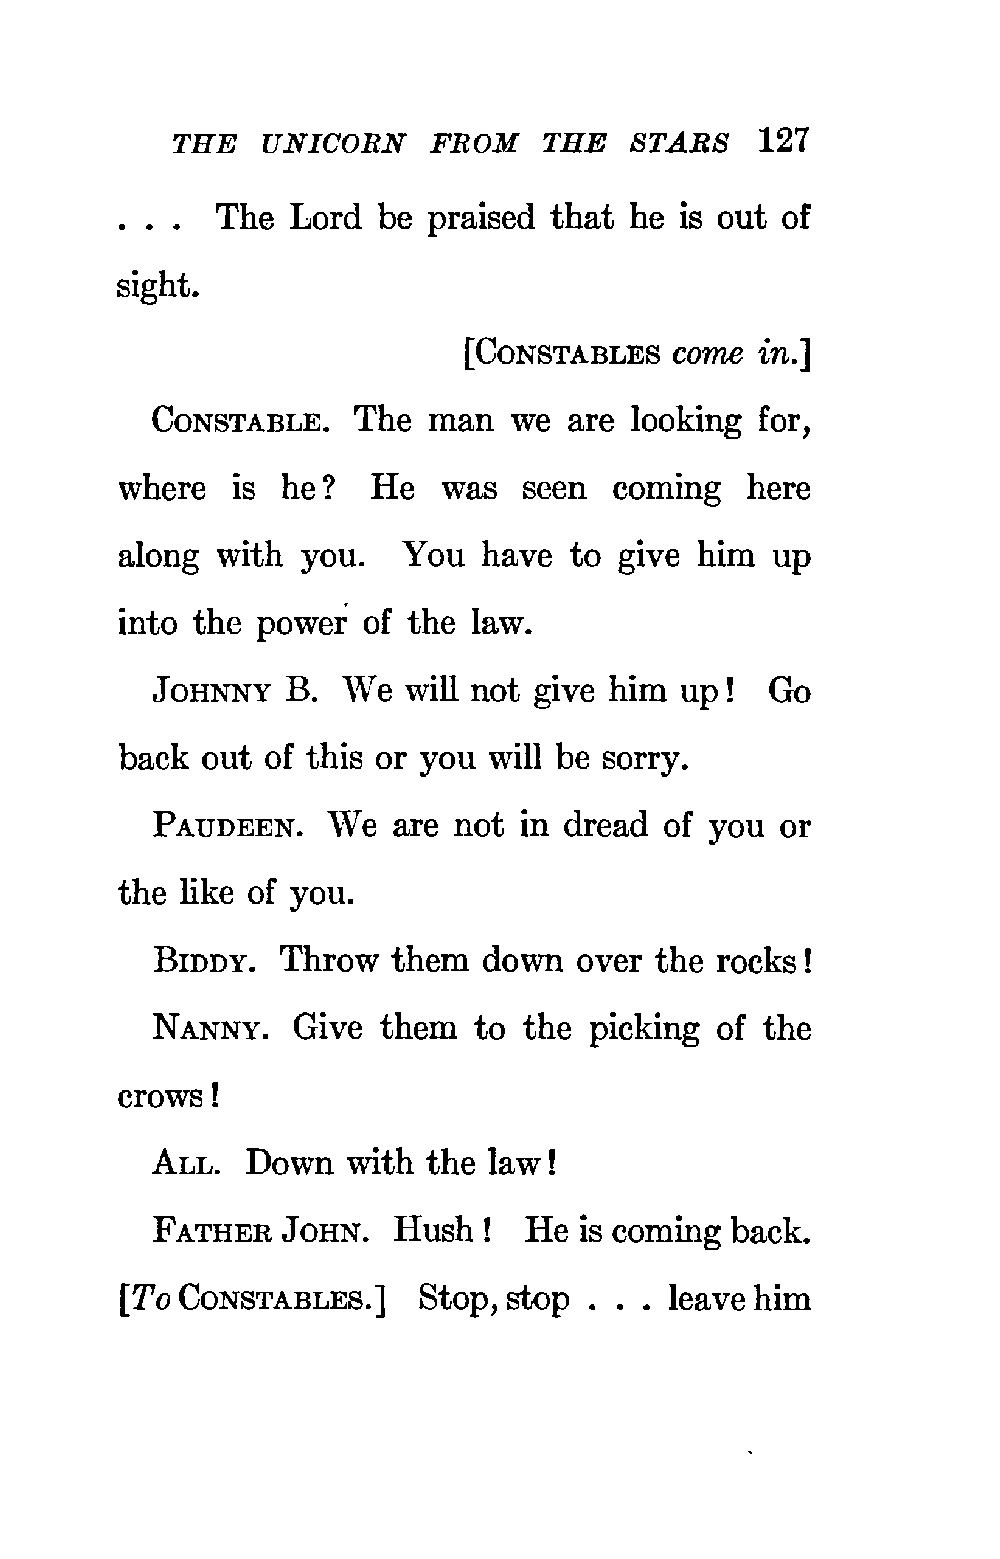 THE UNICORN FROM THE STARS 127
. . . The Lord be praised that he is out of
sight.
[CONSTABLES come in.]
CONSTABLE. The man we are looking for,
where is he? He was seen coming here
along with you. You have to give him up
into the power of the law.
JOHNNY B. We will not give him up! Go
back out of this or you will be sorry.
PAUDEEN. We are not in dread of you or
the like of you.
BIDDY. Throw them down over the rocks!
NANNY. Give them to the picking of the
crows!
ALL. Down with the law!
FATHER JOHN. Hush! He is coming back.
[To CONSTABLES.] Stop, stop . . . leave him